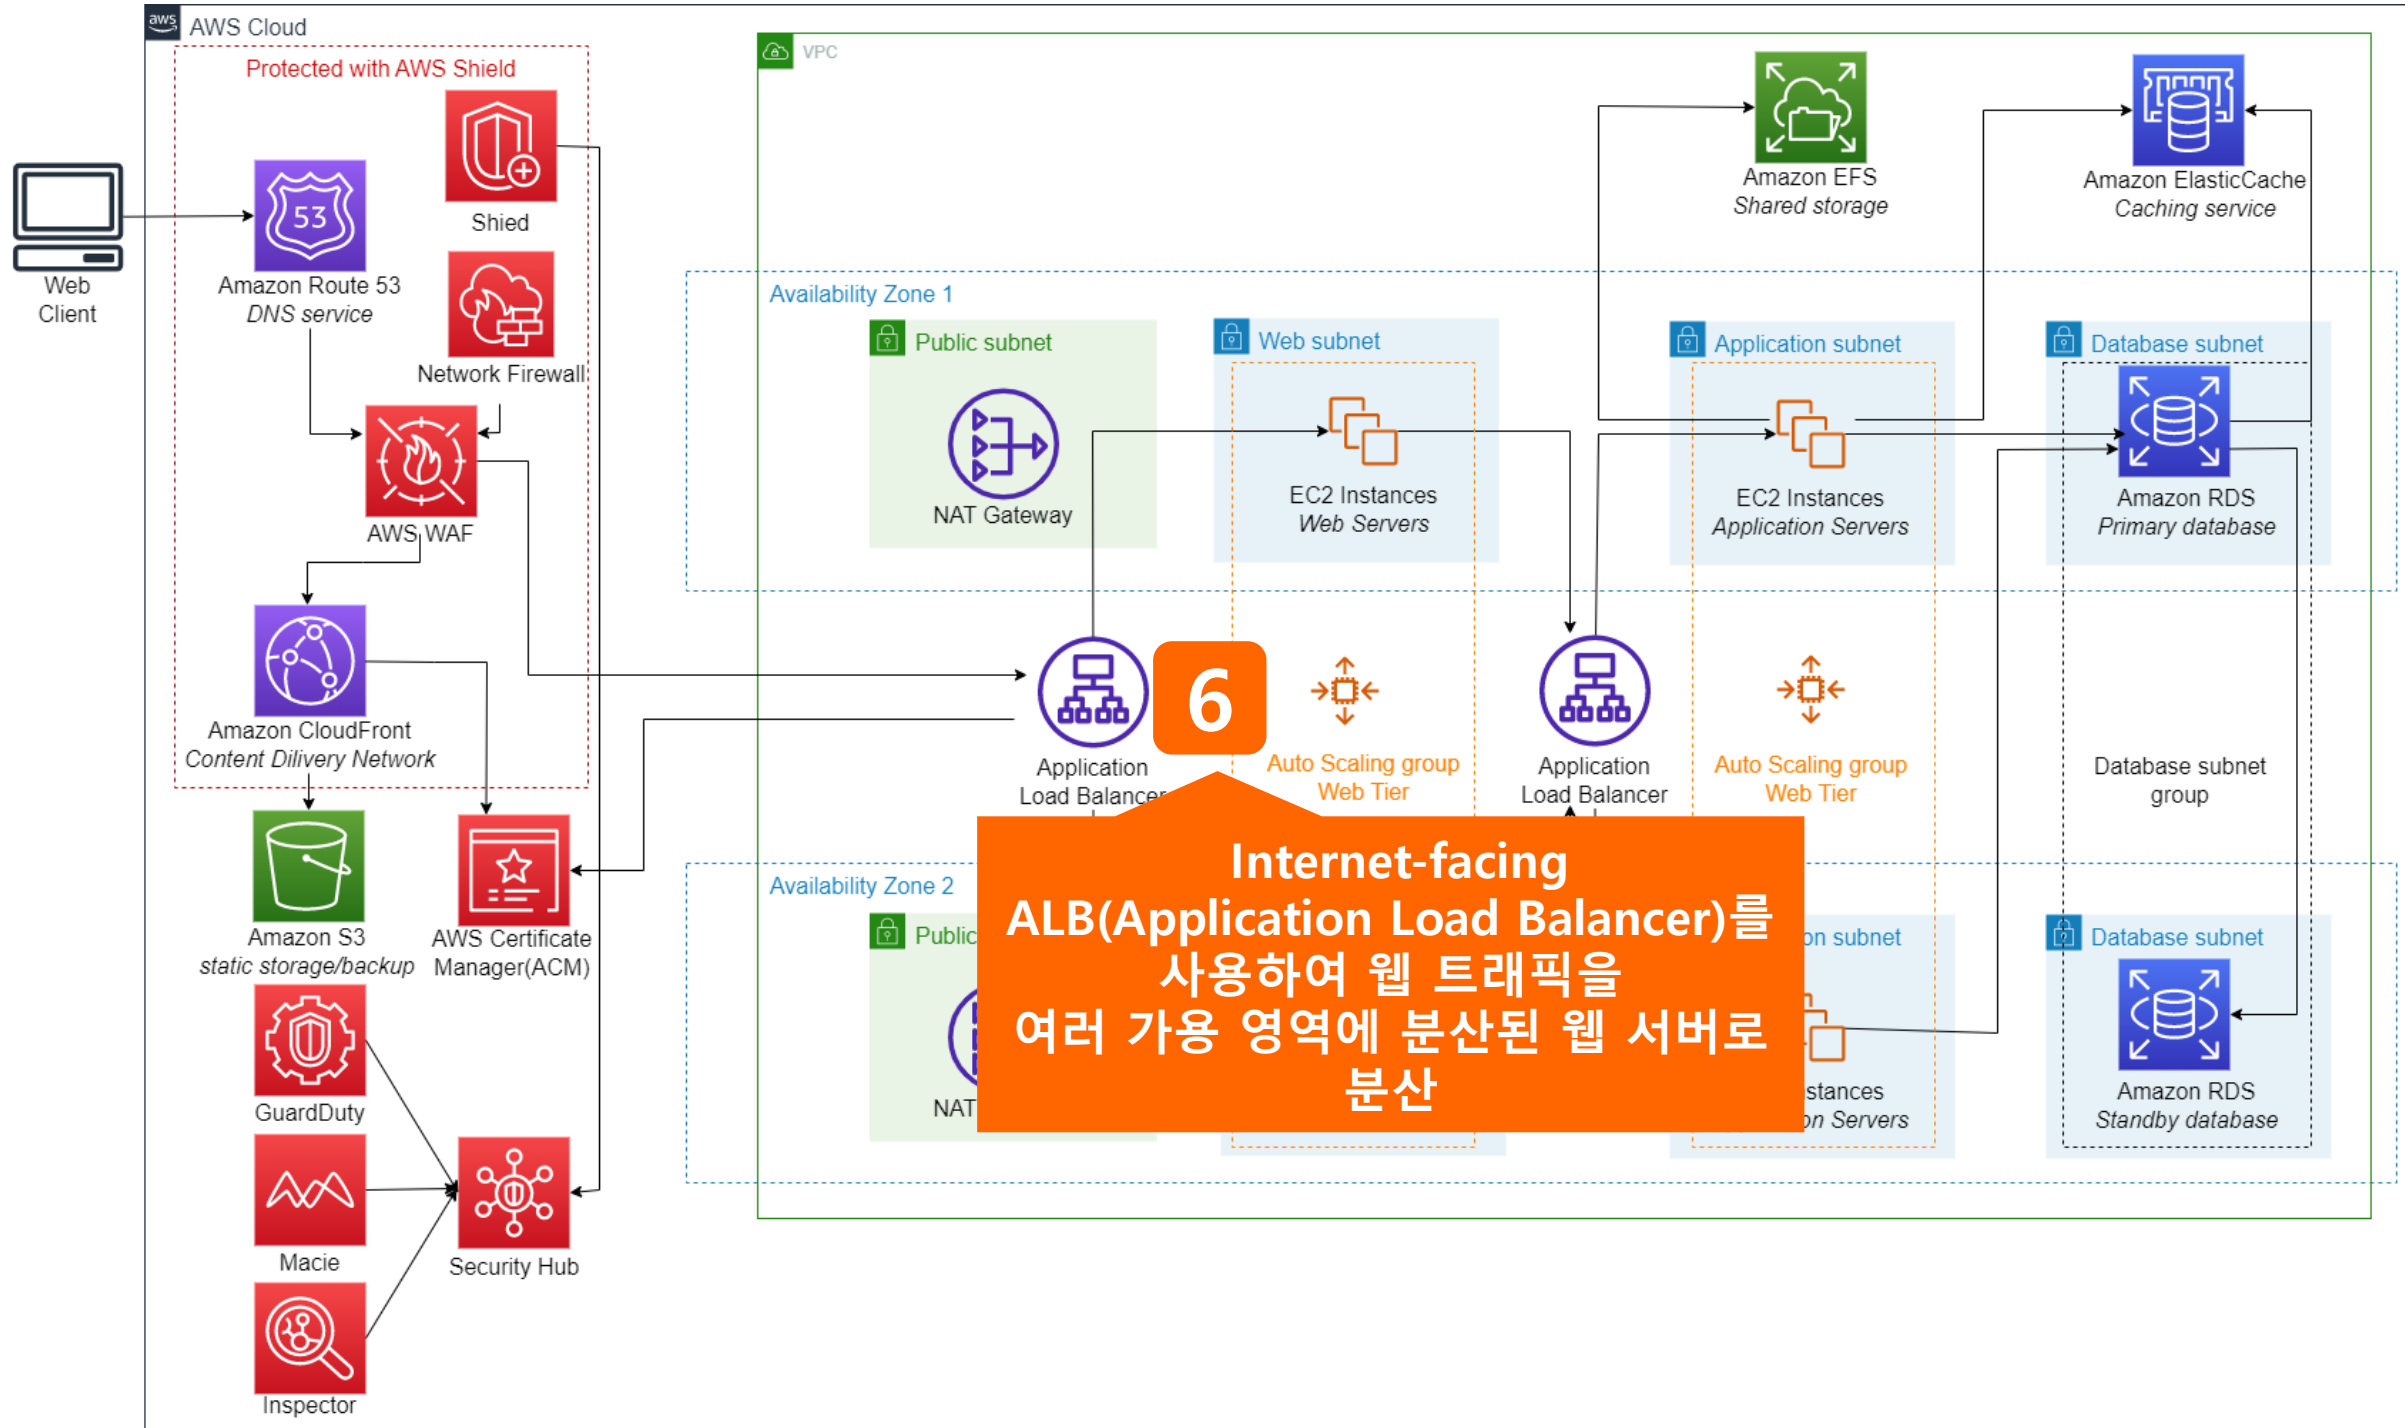 aws
AWS Cloud
Protected with AWS Shield
Shied
53
Amazon Route 53
DNS service
Web
Client
Network Firewall
AWS WAF
Amazon CloudFront
Content Dilivery Network
Amazon S3
static storage/backup
AWS Certificate
Manager(ACM)
GuardDuty
Macie
Security Hub
Inspector
VPC
Amazon EFS
Shared storage
Amazon ElasticCache
Caching service
Availability Zone 1
Public subnet
NAT Gateway
Web subnet
EC2 Instances
Web Servers
Application subnet
EC2 Instances
Application Servers
Database subnet
Amazon RDS
Primary database
Application
Load Balancer
6
Auto Scaling group
Web Tier
Application
Load Balancer
Auto Scaling group
Web Tier
Database subnet
group
Internet-facing
ALB(Application Load Balancer)를
사용하여 웹 트래픽을
여러 가용 영역에 분산된 웹 서버로
분산
Availability Zone 2
Public
NAT
on subnet
stances
on Servers
Database subnet
Amazon RDS
Standby database